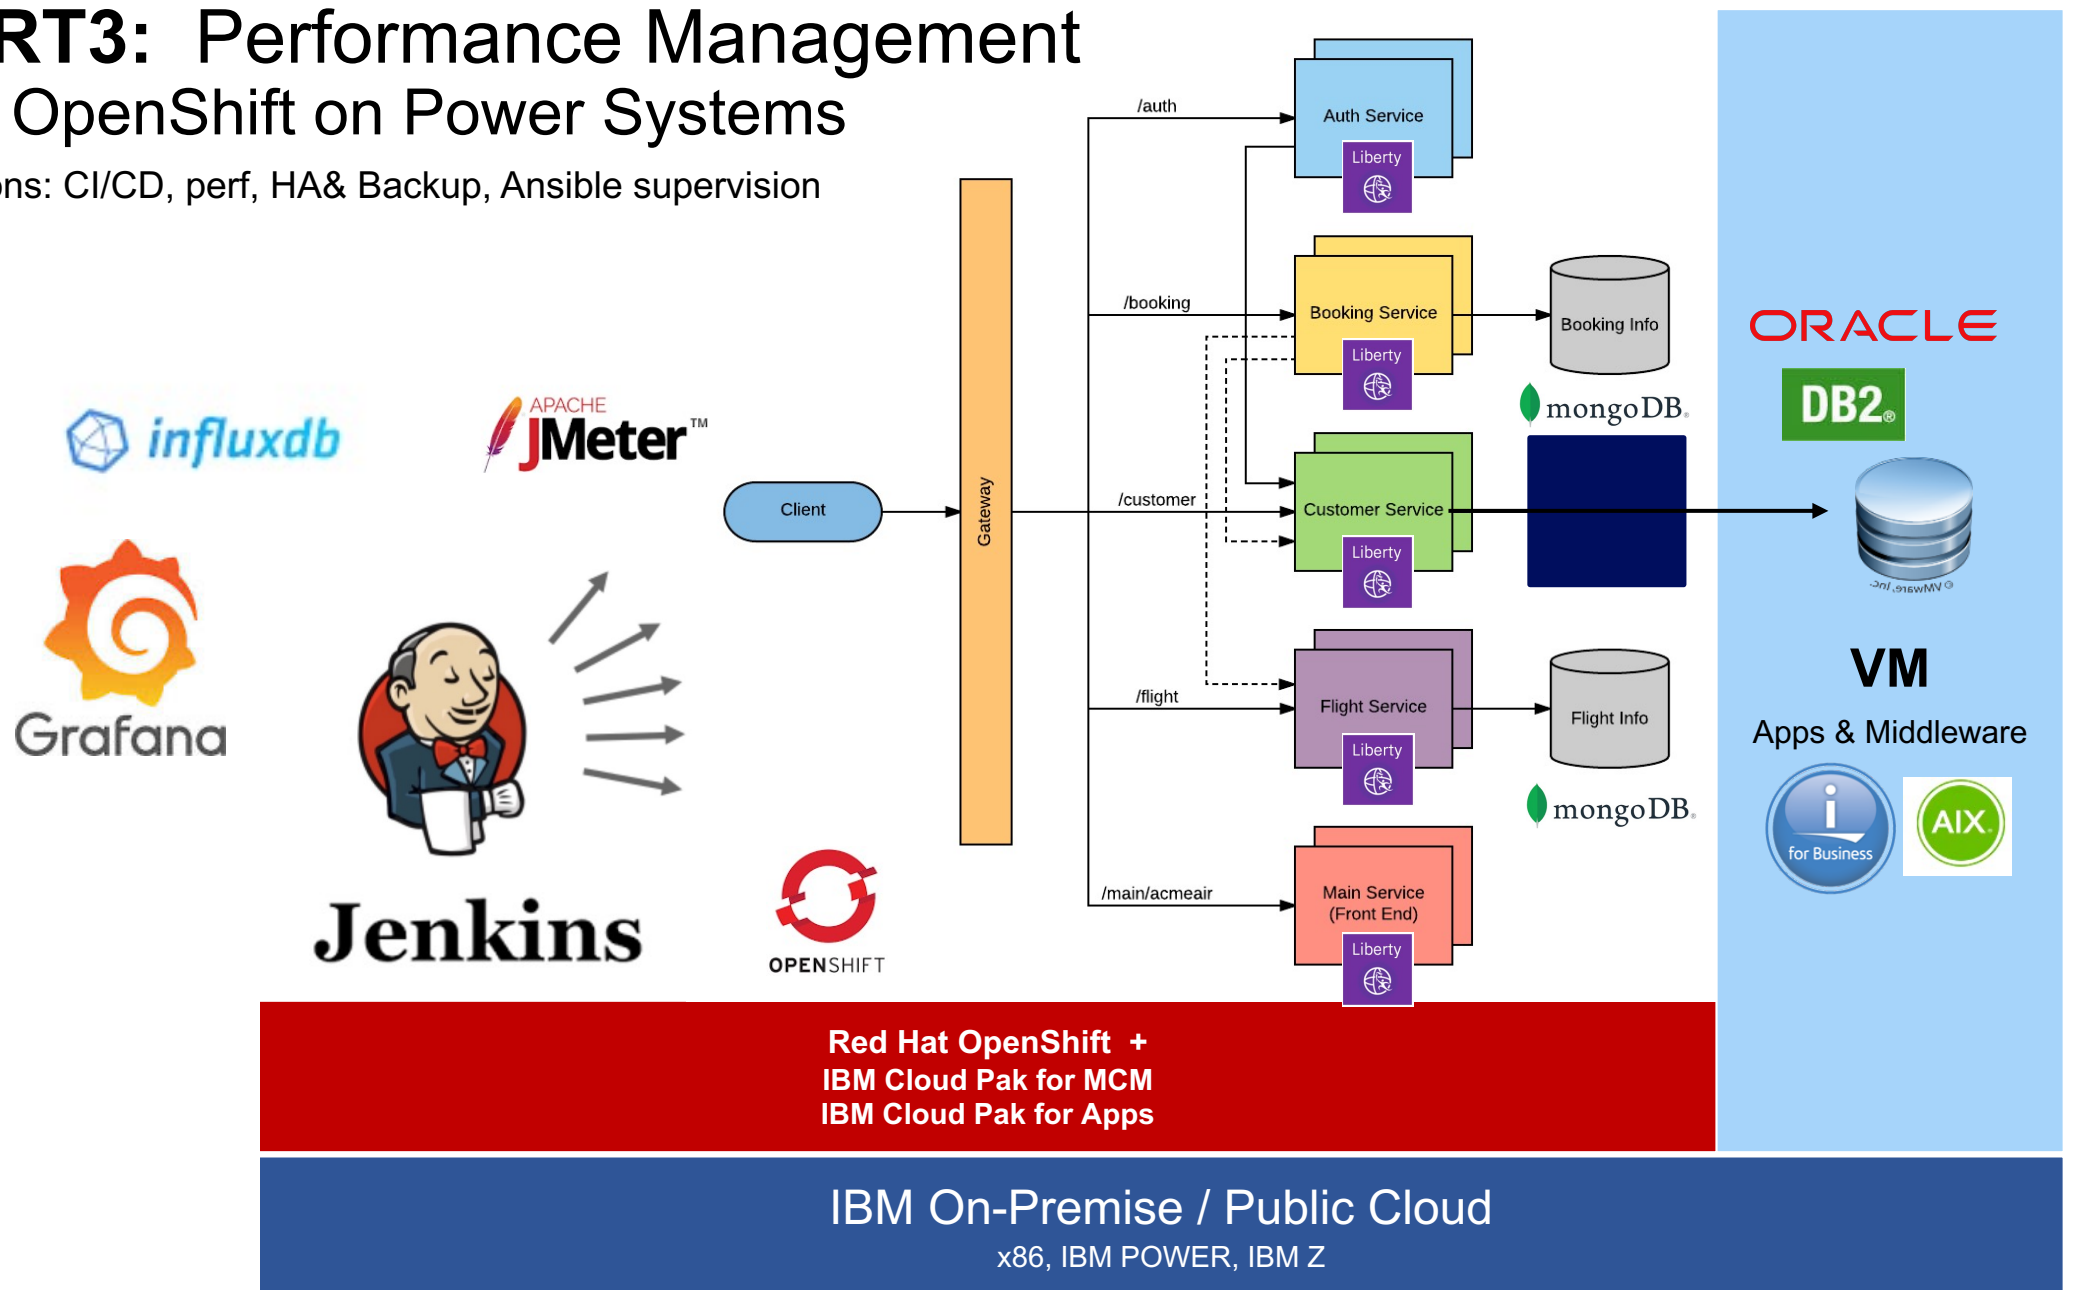 RT3: Performance Management
OpenShift on Power Systems
ons: CI/CD, perf, HA& Backup, Ansible supervision
influxdb
APACHE
JMeter™
Grafana
Jenkins
OPENSHIFT
Client
Gateway
/auth
/booking
/customer
/flight
/main/acmeair
Auth Service
Liberty
Booking Service
Liberty
Customer Service
Liberty
Flight Service
Liberty
Main Service
(Front End)
Liberty
Booking Info
mongoDB®
Flight Info
mongoDB®
ORACLE
DB2®
© VMware, Inc.
VM
Apps & Middleware
i
for Business
AIX
Red Hat OpenShift +
IBM Cloud Pak for MCM
IBM Cloud Pak for Apps
IBM On-Premise / Public Cloud
x86, IBM POWER, IBM Z